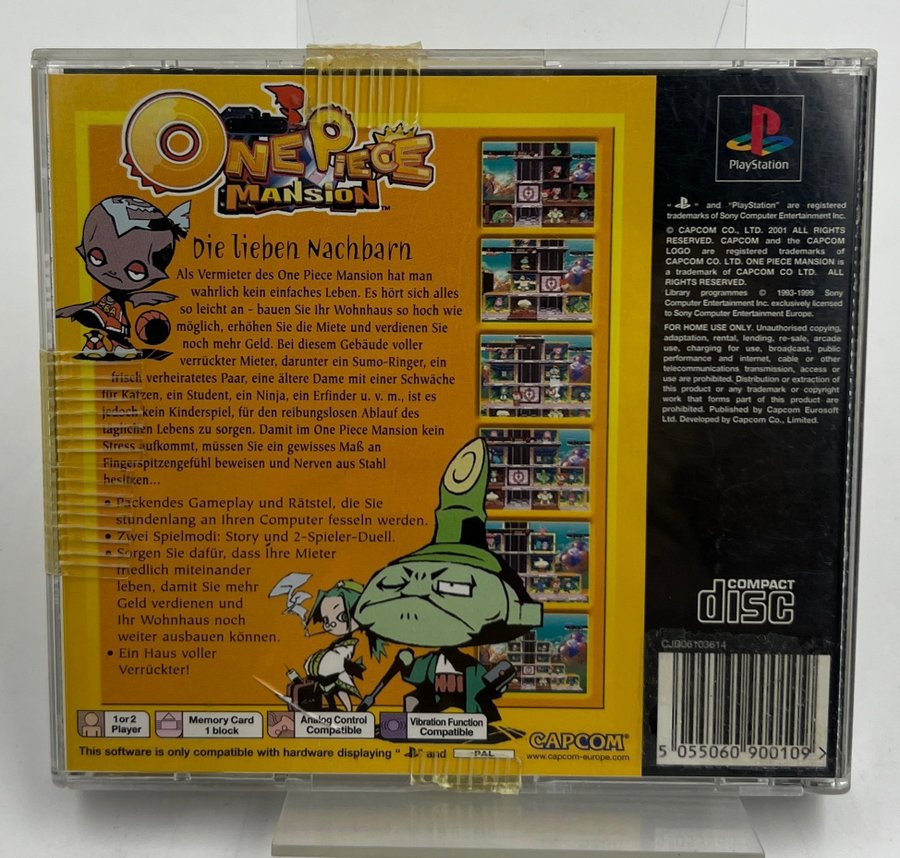 One Piece
Mansion™
Die lieben Nachbarn
Als Vermieter des One Piece Mansion hat man
wahrlich kein einfaches Leben. Es hört sich alles
so leicht an - bauen Sie Ihr Wohnhaus so hoch wie
möglich, erhöhen Sie die Miete und verdienen Sie
noch mehr Geld. Bei diesem Gebäude voller
verrückter Mieter, darunter ein Sumo-Ringer, ein
frisch verheiratetes Paar, eine ältere Dame mit einer Schwäche
für Katzen, ein Student, ein Ninja, ein Erfinder u. v. m., ist es
jedoch kein Kinderspiel, für den reibungslosen Ablauf des
täglichen Lebens zu sorgen. Damit im One Piece Mansion kein
Stress aufkommt, müssen Sie ein gewisses Maß an
Fingerspitzengefühl beweisen und Nerven aus Stahl
besitzen...
• Packendes Gameplay und Rätstel, die Sie
stundenlang an Ihren Computer fesseln werden.
• Zwei Spielmodi: Story und 2-Spieler-Duell.
• Sorgen Sie dafür, dass Ihre Mieter
friedlich miteinander
leben, damit Sie mehr
Geld verdienen und
Ihr Wohnhaus noch
weiter ausbauen können.
• Ein Haus voller
Verrückter!
1 or 2
Player
Memory Card
1 block
Analog Control
Compatible
Vibration Function
Compatible
This software is only compatible with hardware displaying " " and PAL
CAPCOM®
www.capcom-europe.com
PlayStation
" " and "PlayStation" are registered
trademarks of Sony Computer Entertainment Inc.
© CAPCOM CO., LTD. 2001 ALL RIGHTS
RESERVED. CAPCOM and the CAPCOM
LOGO are registered trademarks of
CAPCOM CO. LTD. ONE PIECE MANSION is
a trademark of CAPCOM CO LTD. ALL
RIGHTS RESERVED.
Library programmes © 1993-1999 Sony
Computer Entertainment Inc. exclusively licensed
to Sony Computer Entertainment Europe.
FOR HOME USE ONLY. Unauthorised copying,
adaptation, rental, lending, re-sale, arcade
use, charging for use, broadcast, public
performance and internet, cable or other
telecommunications transmission, access or
use are prohibited. Distribution or extraction of
this product or any trademark or copyright
work that forms part of this product are
prohibited. Published by Capcom Eurosoft
Ltd. Developed by Capcom Co., Limited.
COMPACT
disc
CJD06103614
5 055060 900109 >